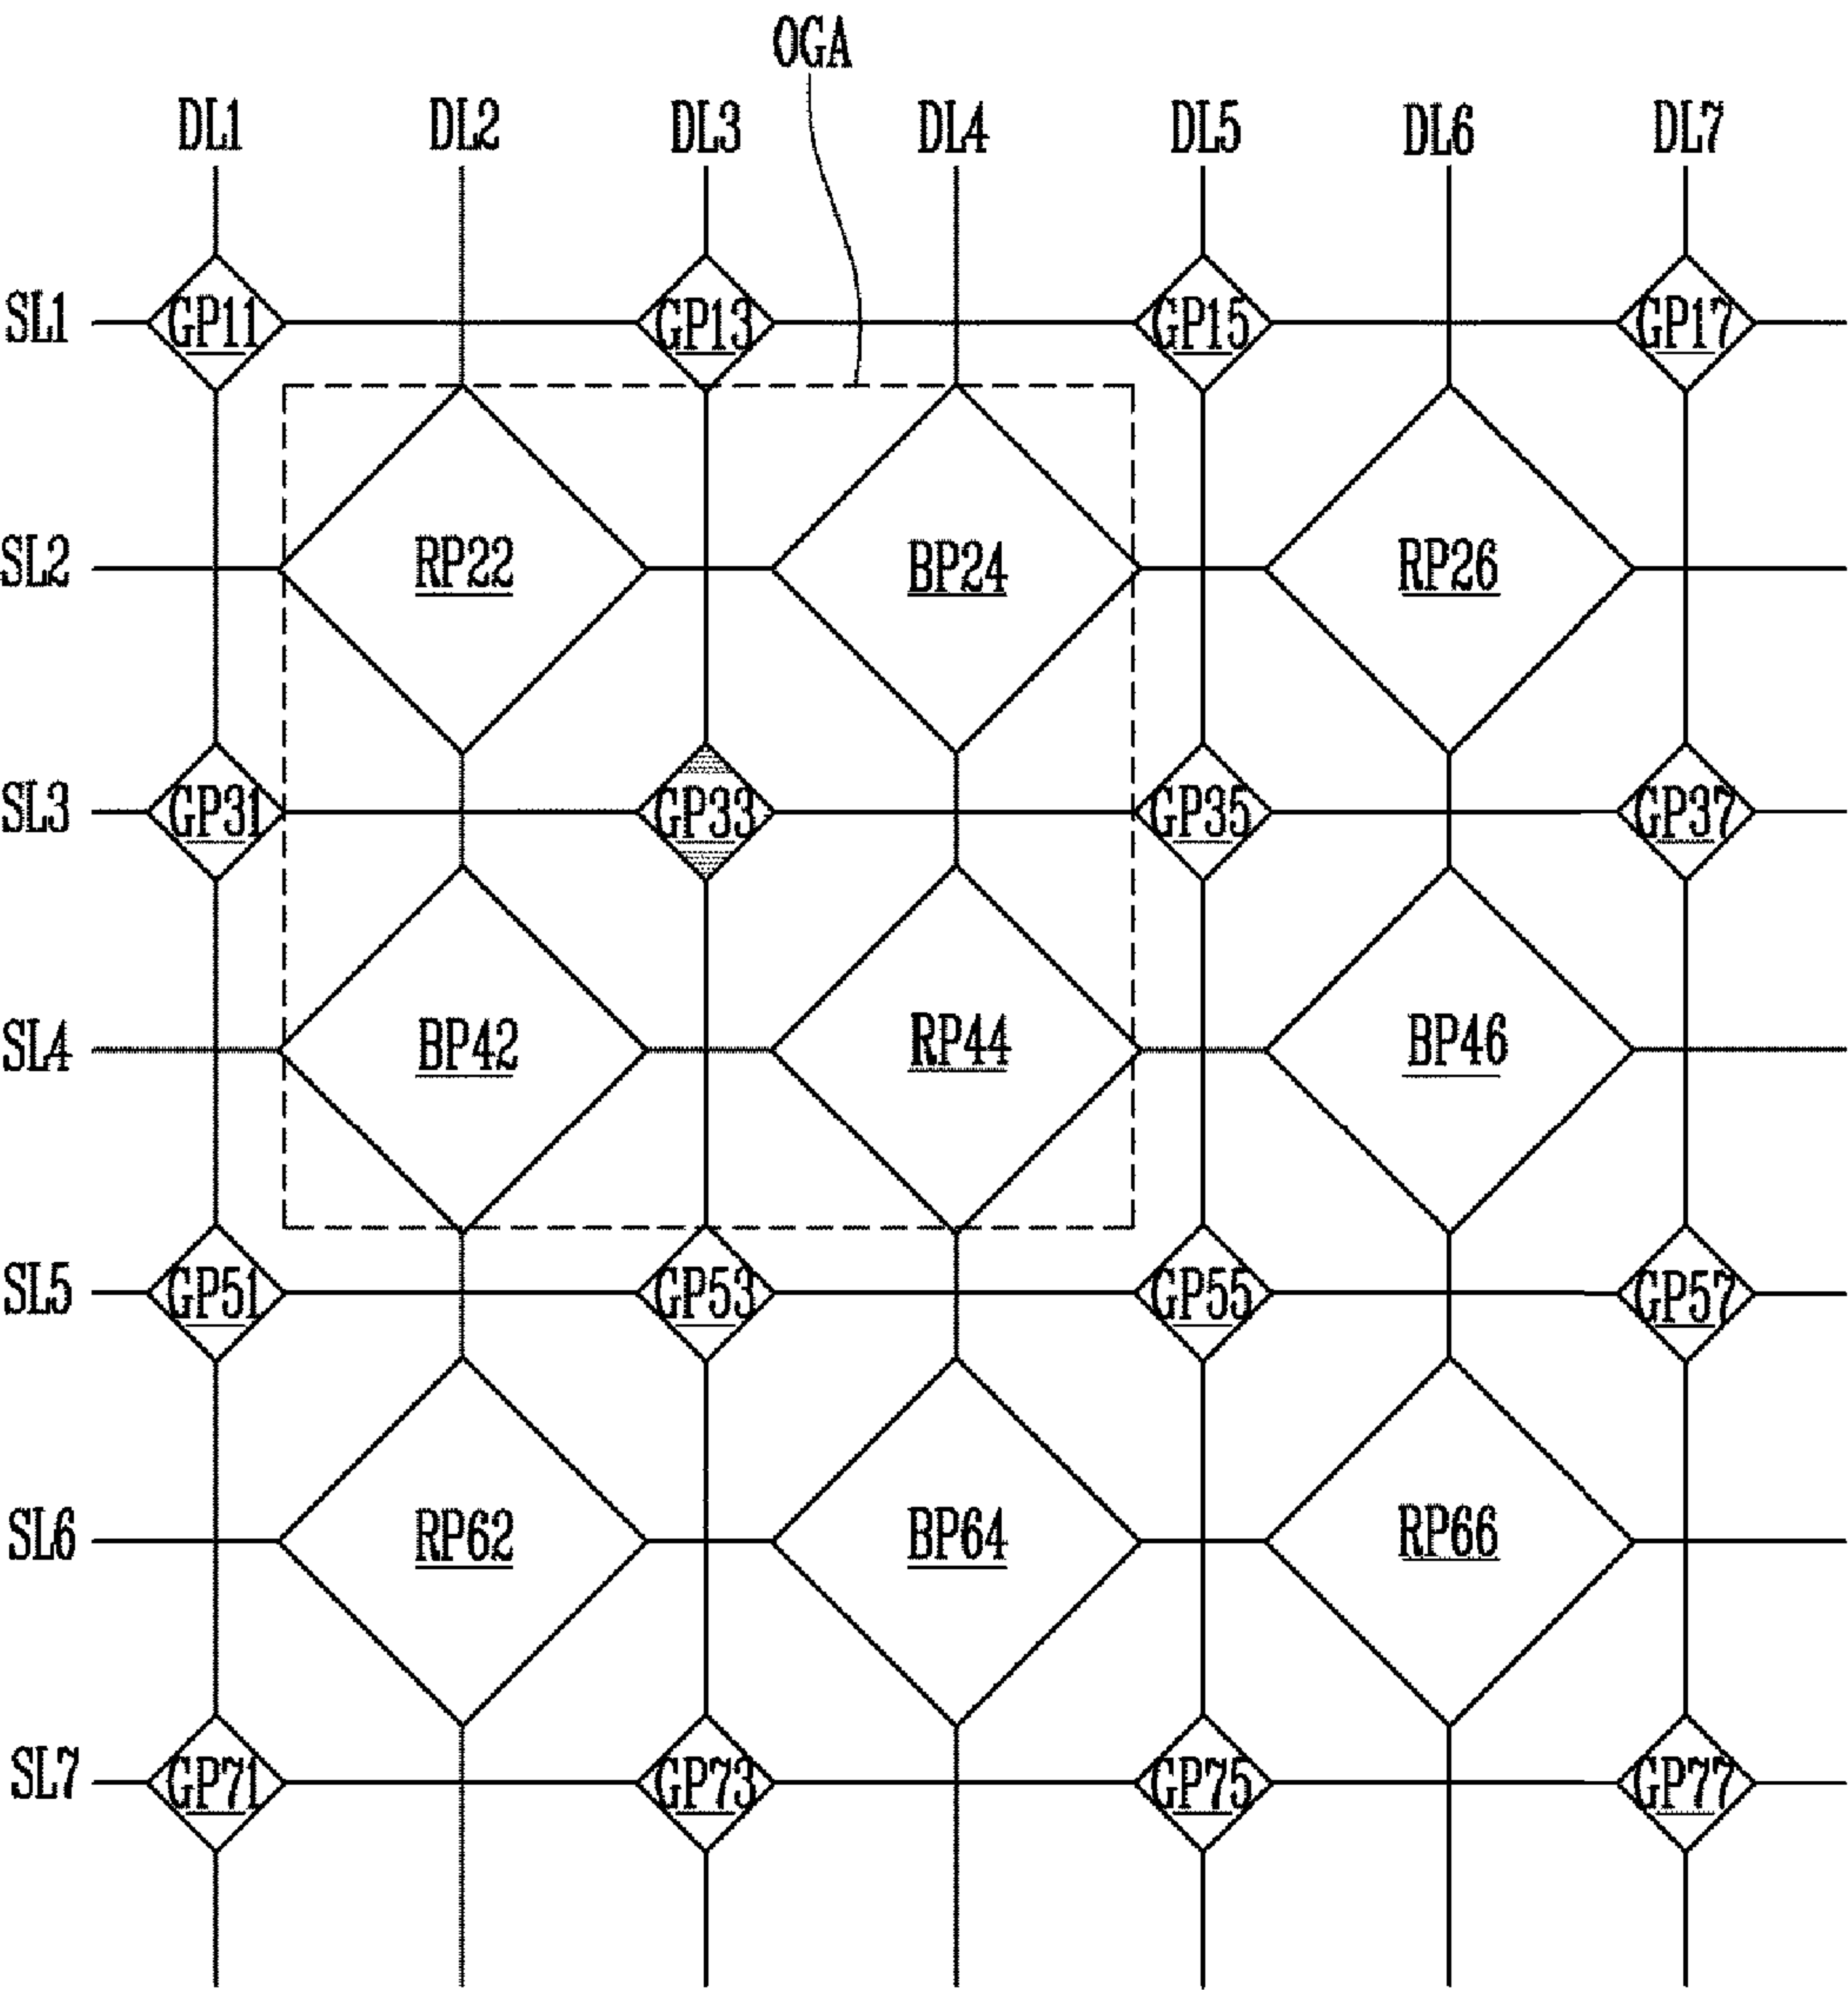 OGA
DL1 DL2 DL3 DL4 DL5 DL6 DL7
SL1 GP11 GP13 GP15 GP17
SL2 RP22 BP24 RP26
SL3 GP31 GP33 GP35 GP37
SL4 BP42 RP44 BP46
SL5 GP51 GP53 GP55 GP57
SL6 RP62 BP64 RP66
SL7 GP71 GP73 GP75 GP77